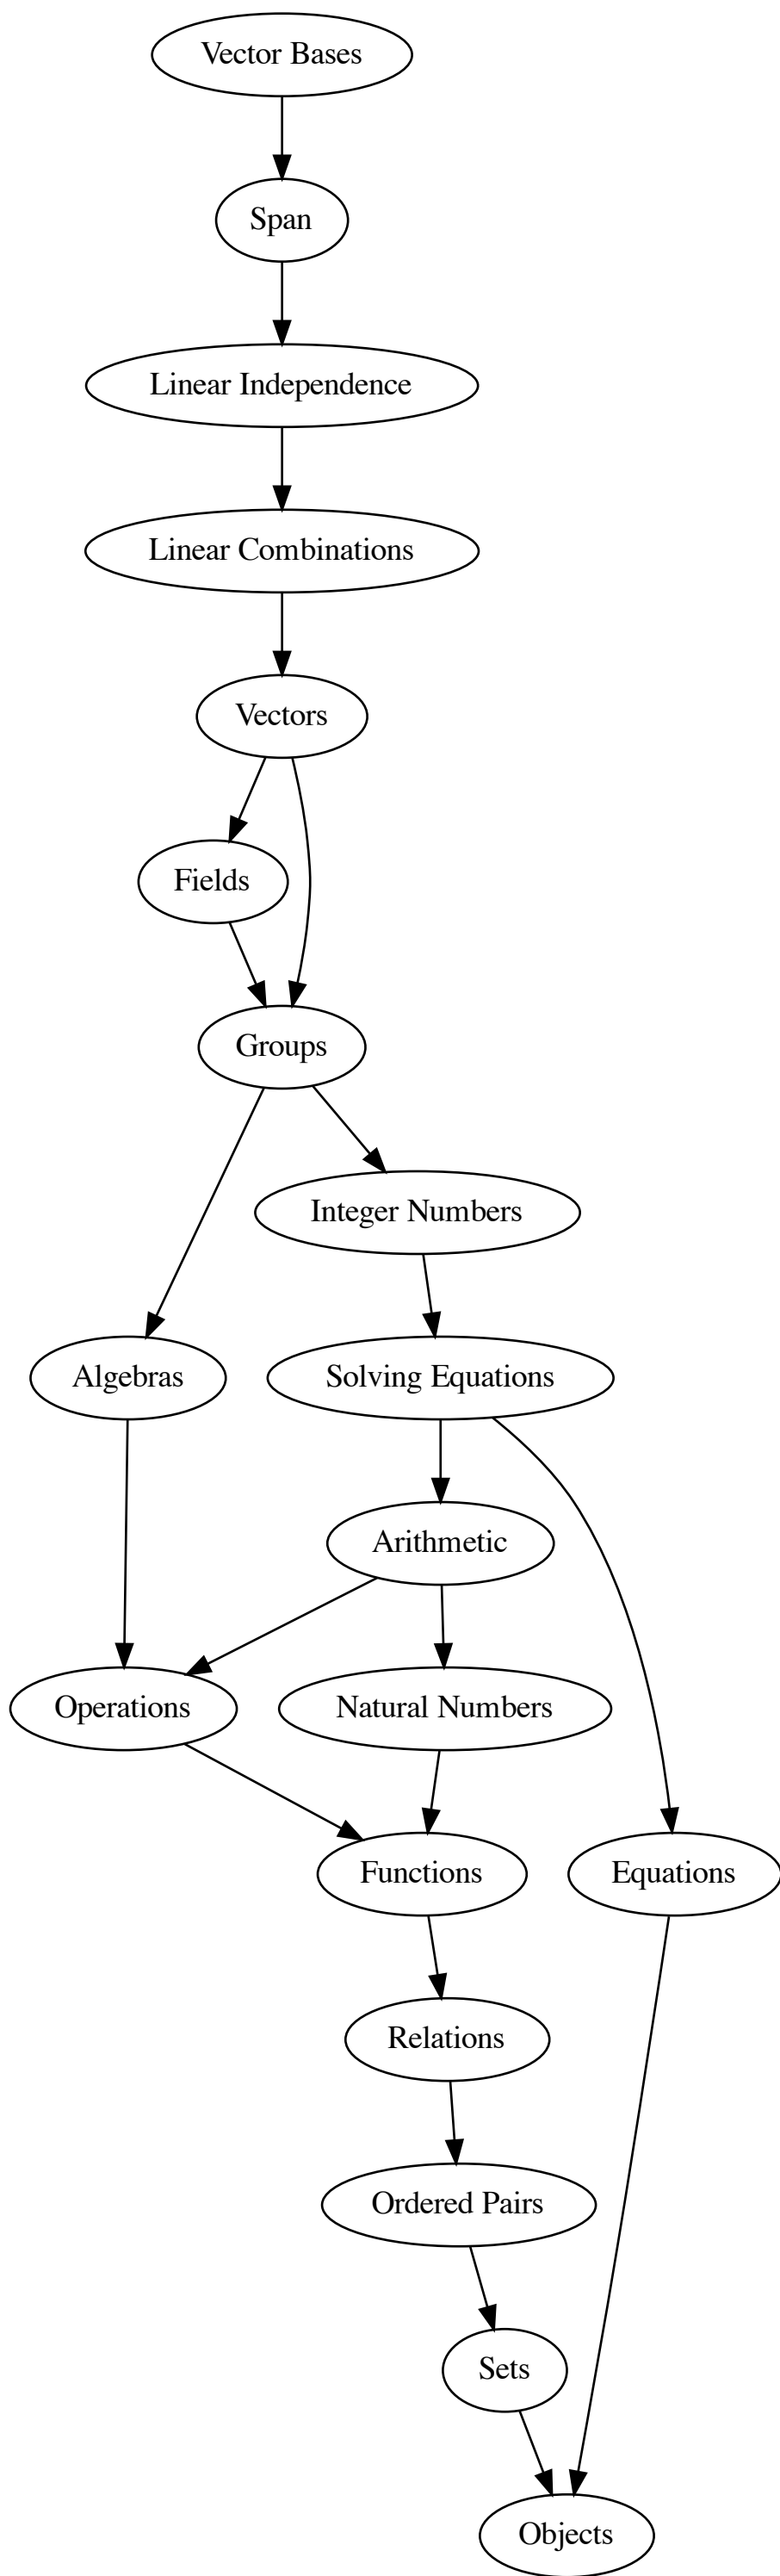 Vector Bases
Span
Linear Independence
Linear Combinations
Vectors
Fields
Groups
Integer Numbers
Algebras
Solving Equations
Arithmetic
Operations
Natural Numbers
Functions
Equations
Relations
Ordered Pairs
Sets
Objects